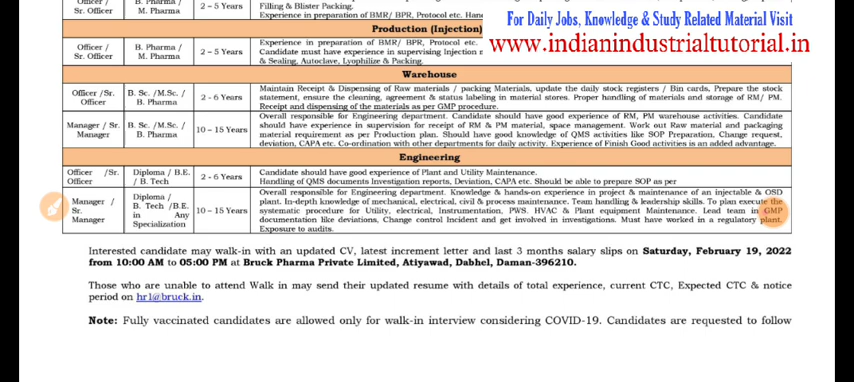 Officer /
Sr. Officer
B. Pharma /
M. Pharma
2 – 5 Years
Filling & Blister Packing.
Experience in preparation of BMR/ BPR, Protocol etc.
For Daily Jobs, Knowledge & Study Related Material Visit
www.indianindustrialtutorial.in
Production (Injection)
Officer /
Sr. Officer
B. Pharma /
M. Pharma
2 – 5 Years
Experience in preparation of BMR/ BPR, Protocol etc.
Candidate must have experience in supervising Injection
& Sealing, Autoclave, Lyophilize & Packing.
Warehouse
Officer /Sr.
Officer
B. Sc. /M.Sc. /
B. Pharma
2 - 6 Years
Maintain Receipt & Dispensing of Raw materials / packing Materials, update the daily stock registers / Bin cards, Prepare the stock
statement, ensure the cleaning, agreement & status labeling in material stores. Proper handling of materials and storage of RM/ PM.
Receipt and dispensing of the materials as per GMP procedure.
Manager / Sr.
Manager
B. Sc. /M.Sc. /
B. Pharma
10 – 15 Years
Overall responsible for Engineering department. Candidate should have good experience of RM, PM warehouse activities. Candidate
should have experience in supervision for receipt of RM & PM material, space management. Work out Raw material and packaging
material requirement as per Production plan. Should have good knowledge of QMS activities like SOP Preparation, Change request,
deviation, CAPA etc. Co-ordination with other departments for daily activity. Experience of Finish Good activities is an added advantage.
Engineering
Officer /Sr.
Officer
Diploma / B.E.
/ B. Tech
2 - 6 Years
Candidate should have good experience of Plant and Utility Maintenance.
Handling of QMS documents Investigation reports, Deviation, CAPA etc. Should be able to prepare SOP as per
Manager /
Sr.
Manager
Diploma /
B. Tech /B.E.
in Any
Specialization
10 – 15 Years
Overall responsible for Engineering department. Knowledge & hands-on experience in project & maintenance of an injectable & OSD
plant. In-depth knowledge of mechanical, electrical, civil & process maintenance. Team handling & leadership skills. To plan execute the
systematic procedure for Utility, electrical, Instrumentation, PWS. HVAC & Plant equipment Maintenance. Lead team in GMP
documentation like deviations, Change control Incident and get involved in investigations. Must have worked in a regulatory plant.
Exposure to audits.
Interested candidate may walk-in with an updated CV, latest increment letter and last 3 months salary slips on Saturday, February 19, 2022
from 10:00 AM to 05:00 PM at Bruck Pharma Private Limited, Atiyawad, Dabhel, Daman-396210.
Those who are unable to attend Walk in may send their updated resume with details of total experience, current CTC, Expected CTC & notice
period on hr1@bruck.in.
Note: Fully vaccinated candidates are allowed only for walk-in interview considering COVID-19. Candidates are requested to follow